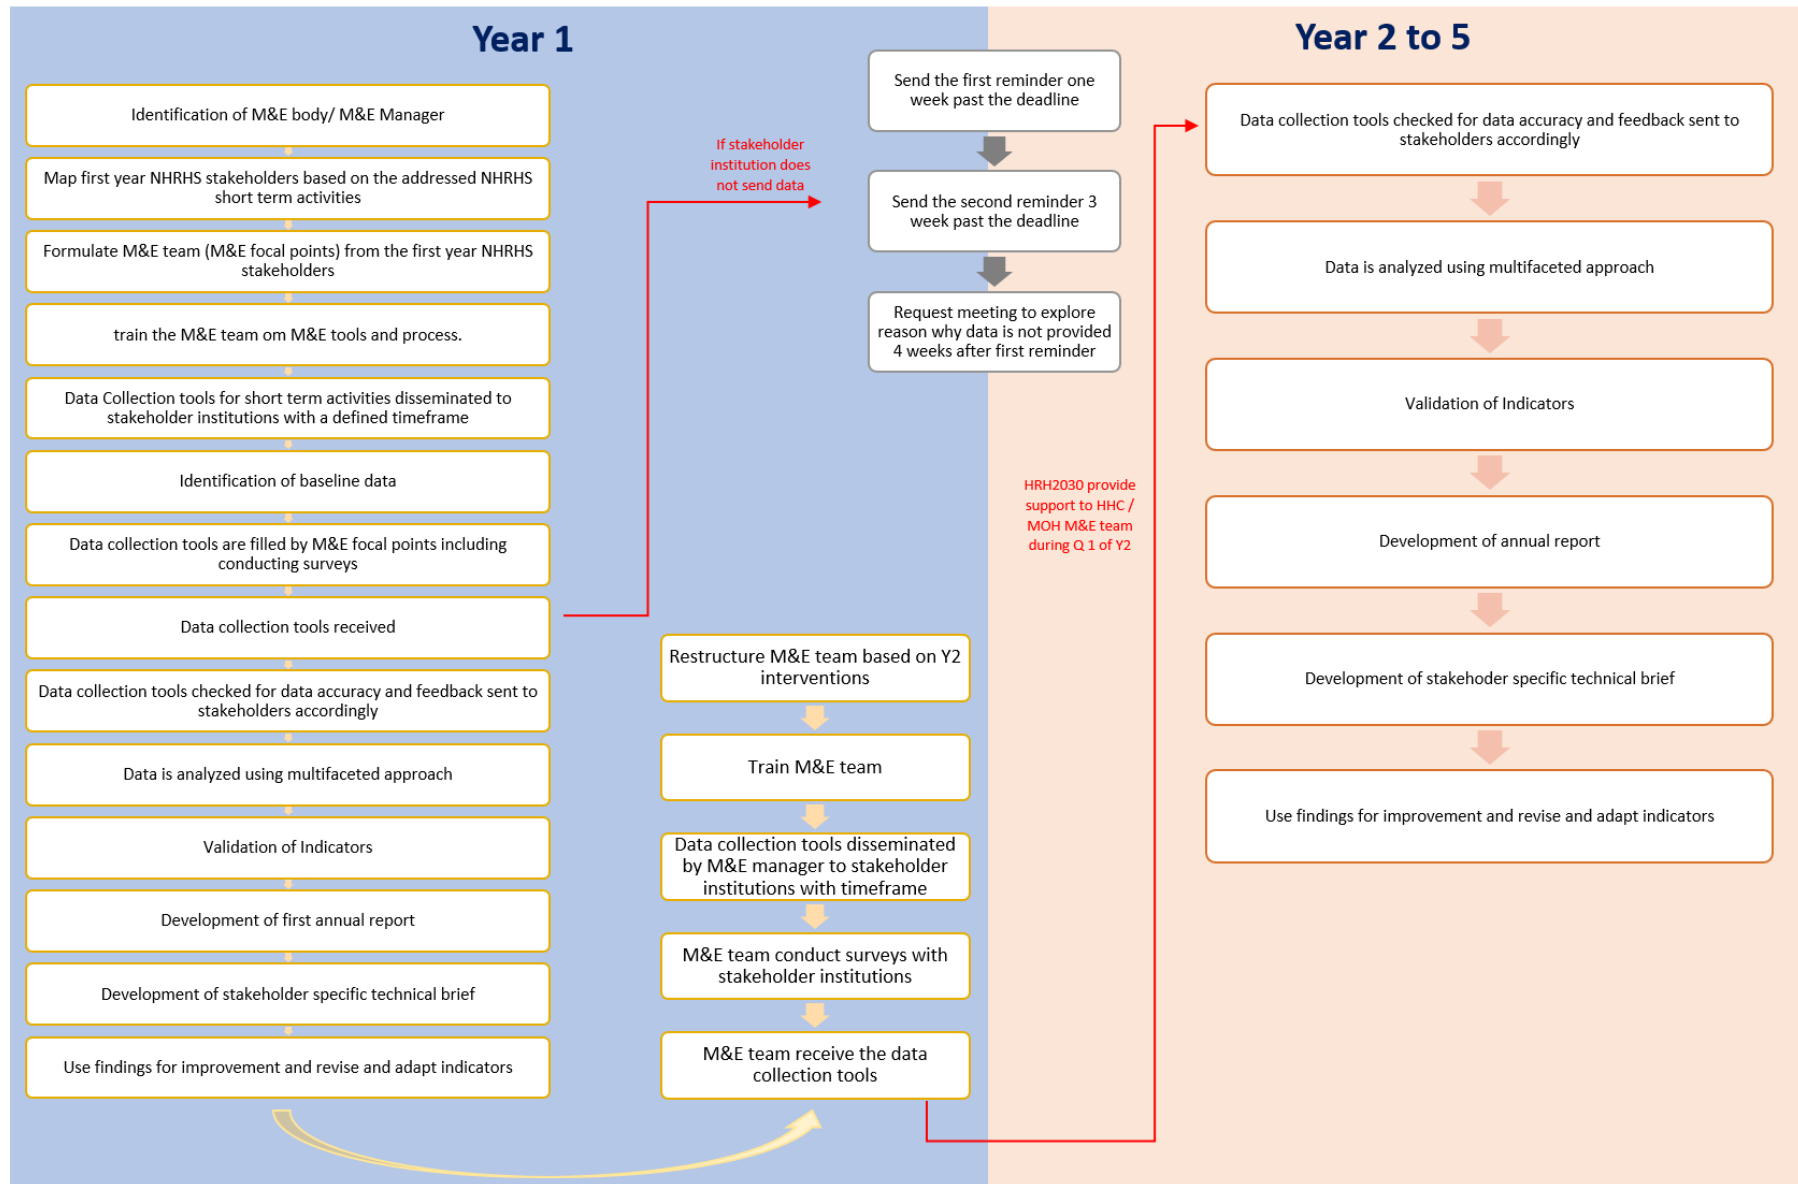 Year 1
Identification of M&E body/ M&E Manager
Map first year NHRHS stakeholders based on the addressed NHRHS
short term activities
Formulate M&E team (M&E focal points) from the first year NHRHS
stakeholders
train the M&E team om M&E tools and process.
Data Collection tools for short term activities disseminated to
stakeholder institutions with a defined timeframe
Identification of baseline data
Data collection tools are filled by M&E focal points including
conducting surveys
Data collection tools received
Data collection tools checked for data accuracy and feedback sent to
stakeholders accordingly
Data is analyzed using multifaceted approach
Validation of Indicators
Development of first annual report
Development of stakeholder specific technical brief
Use findings for improvement and revise and adapt indicators
If stakeholder
institution does
not send data
Send the first reminder one
week past the deadline
Send the second reminder 3
week past the deadline
Request meeting to explore
reason why data is not provided
4 weeks after first reminder
Restructure M&E team based on Y2
interventions
Train M&E team
Data collection tools disseminated
by M&E manager to stakeholder
institutions with timeframe
M&E team conduct surveys with
stakeholder institutions
M&E team receive the data
collection tools
HRH2030 provide
support to HHC /
MOH M&E team
during Q 1 of Y2
Year 2 to 5
Data collection tools checked for data accuracy and feedback sent to
stakeholders accordingly
Data is analyzed using multifaceted approach
Validation of Indicators
Development of annual report
Development of stakehoder specific technical brief
Use findings for improvement and revise and adapt indicators